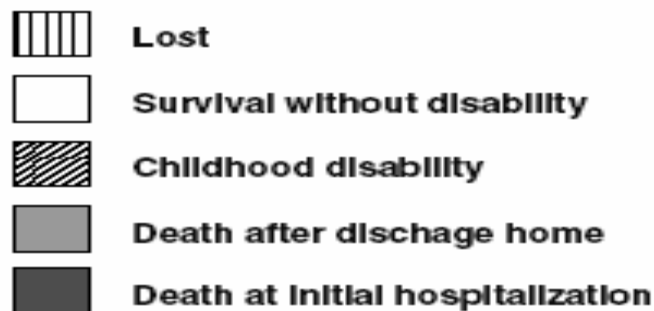 Lost
Survival without disability
Childhood disability
Death after dischage home
Death at initial hospitalization